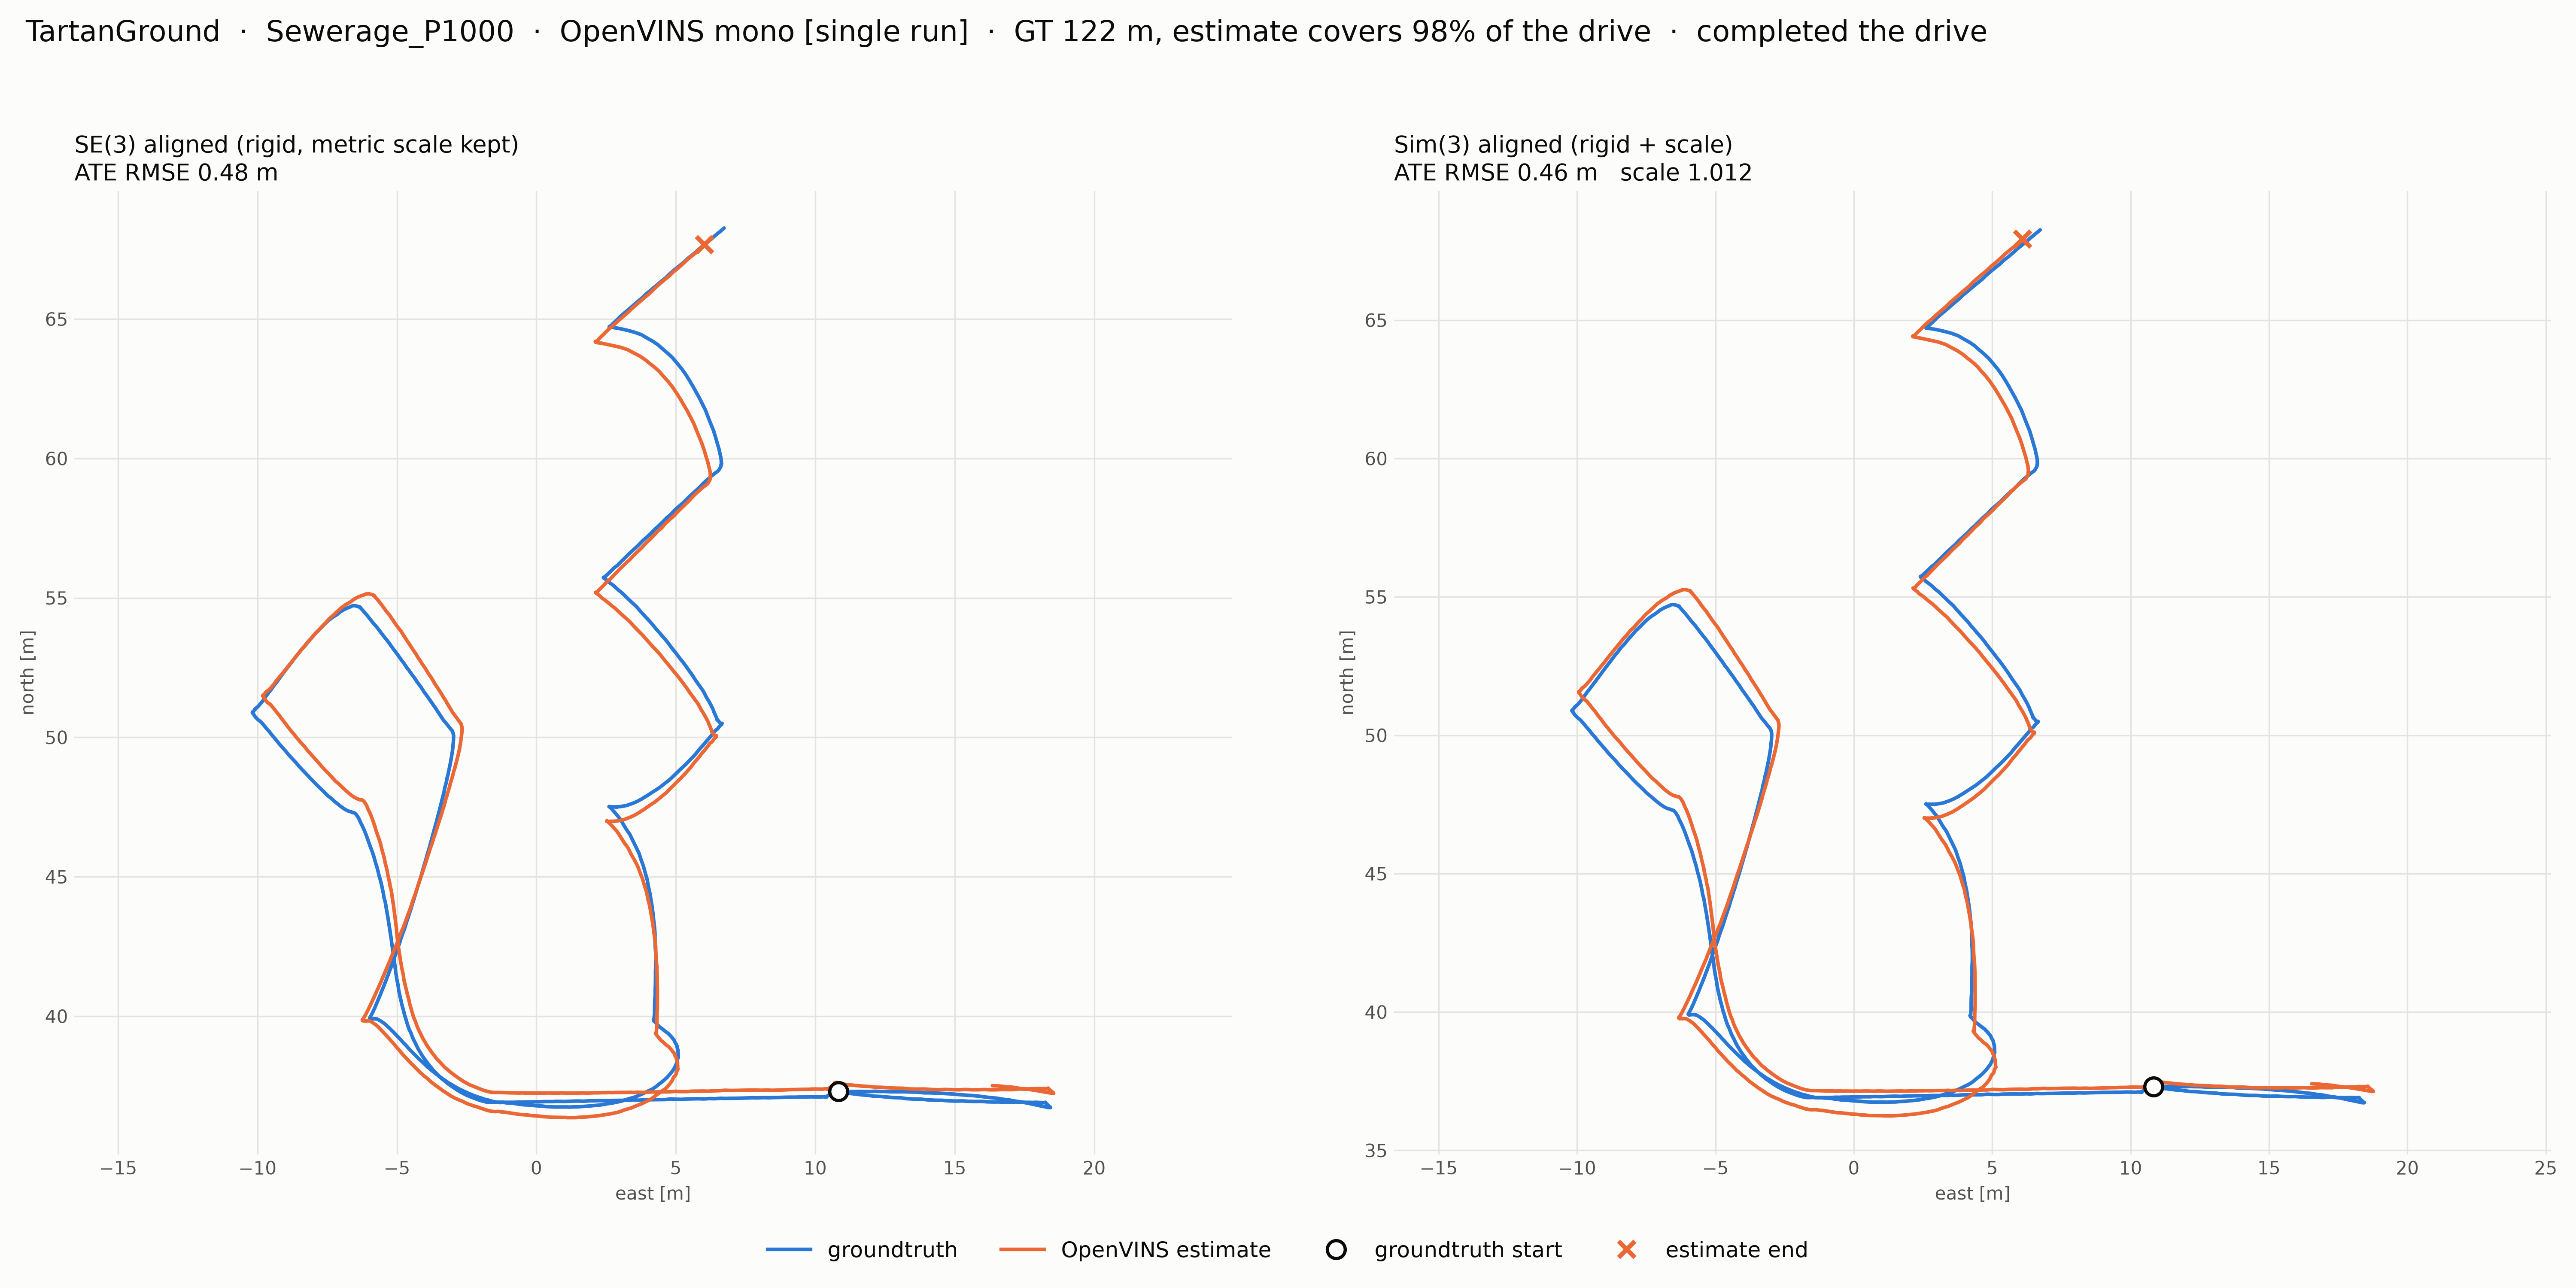 TartanGround  ·  Sewerage_P1000  ·  OpenVINS mono [single run]  ·  GT 122 m, estimate covers 98% of the drive  ·  completed the drive
SE(3) aligned (rigid, metric scale kept)
ATE RMSE 0.48 m
65
60
55
50
45
40
north [m]
−15 −10 −5 0 5 10 15 20
east [m]
Sim(3) aligned (rigid + scale)
ATE RMSE 0.46 m   scale 1.012
65
60
55
50
45
40
35
north [m]
−15 −10 −5 0 5 10 15 20 25
east [m]
groundtruth   OpenVINS estimate   groundtruth start   estimate end